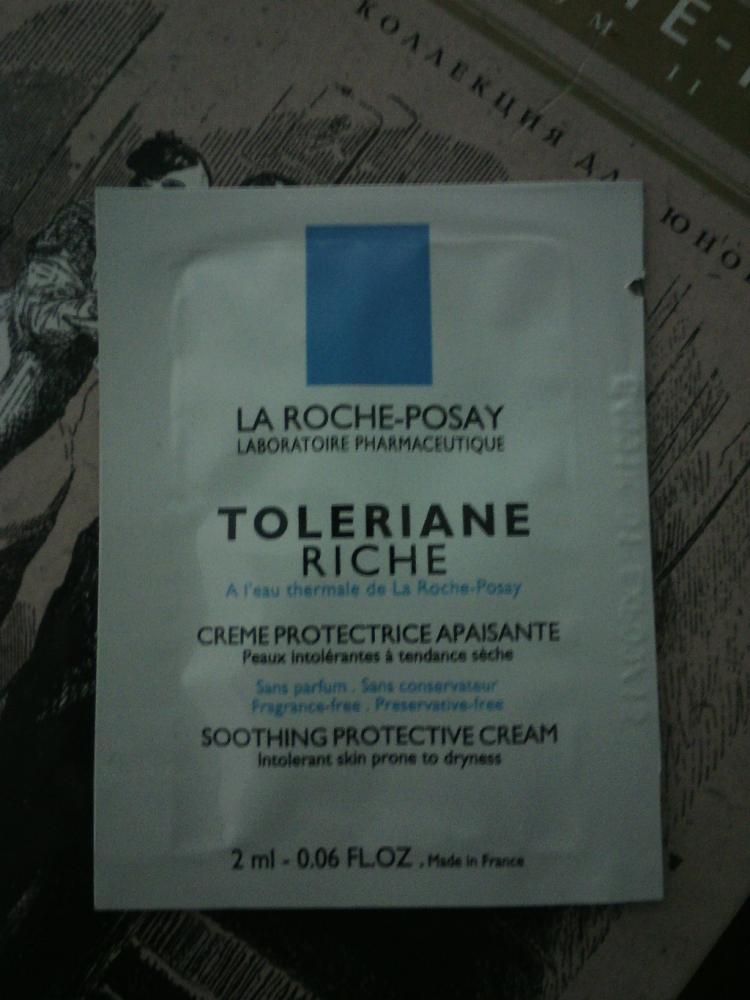 КОЛЛЕКЦИЯ ДЛ
ЮНО
LA ROCHE-POSAY
LABORATOIRE PHARMACEUTIQUE
TOLERIANE
RICHE
A l'eau thermale de La Roche-Posay
CREME PROTECTRICE APAISANTE
Peaux intolérantes à tendance sèche
Sans parfum . Sans conservateur
Fragrance-free . Preservative-free
SOOTHING PROTECTIVE CREAM
Intolerant skin prone to dryness
2 ml - 0.06 FL.OZ . Made in France